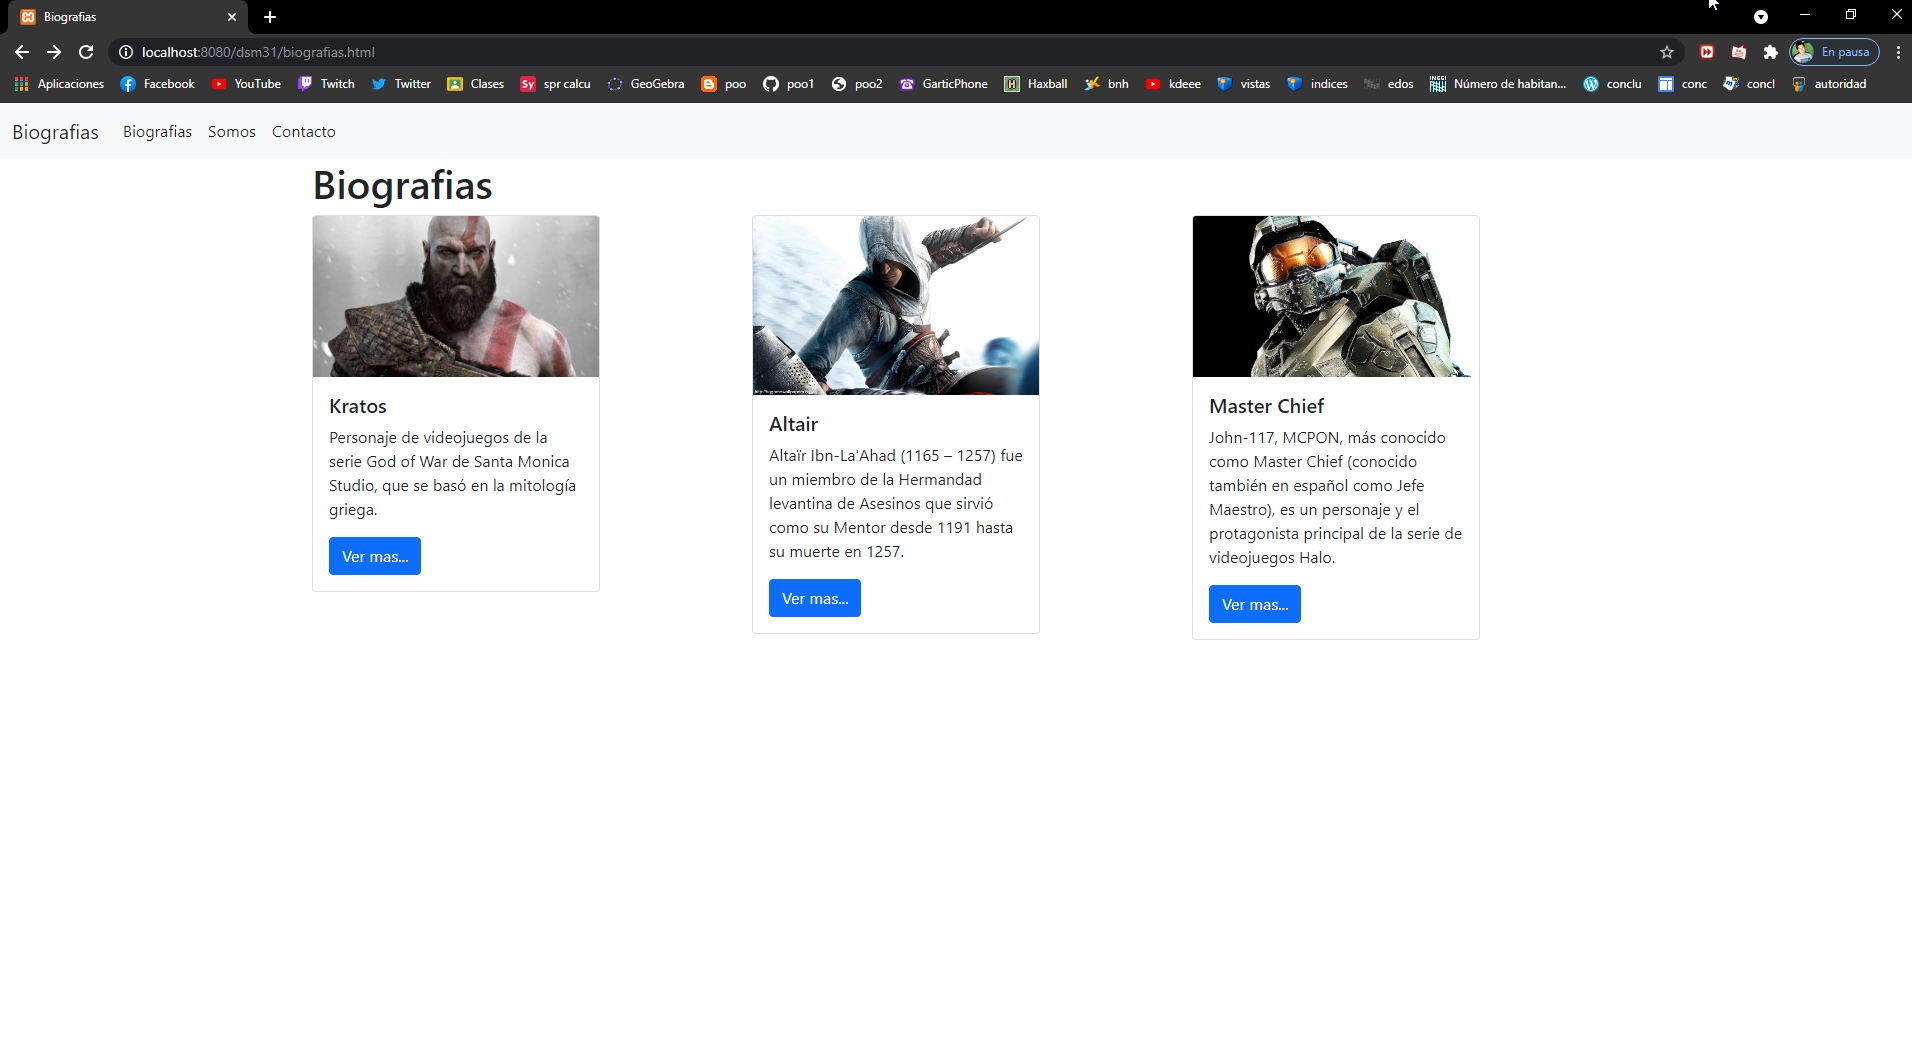 Biografias
localhost:8080/dsm31/biografias.html
En pausa
Aplicaciones Facebook YouTube Twitch Twitter Clases Sy spr calcu GeoGebra poo poo1 poo2 GarticPhone H Haxball bnh kdeee vistas indices edos Número de habitan... conclu conc concl autoridad
Biografias Biografias Somos Contacto
Biografias
Kratos
Personaje de videojuegos de la
serie God of War de Santa Monica
Studio, que se basó en la mitología
griega.
Ver mas...
Altair
Altaïr Ibn-La'Ahad (1165 – 1257) fue
un miembro de la Hermandad
levantina de Asesinos que sirvió
como su Mentor desde 1191 hasta
su muerte en 1257.
Ver mas...
Master Chief
John-117, MCPON, más conocido
como Master Chief (conocido
también en español como Jefe
Maestro), es un personaje y el
protagonista principal de la serie de
videojuegos Halo.
Ver mas...